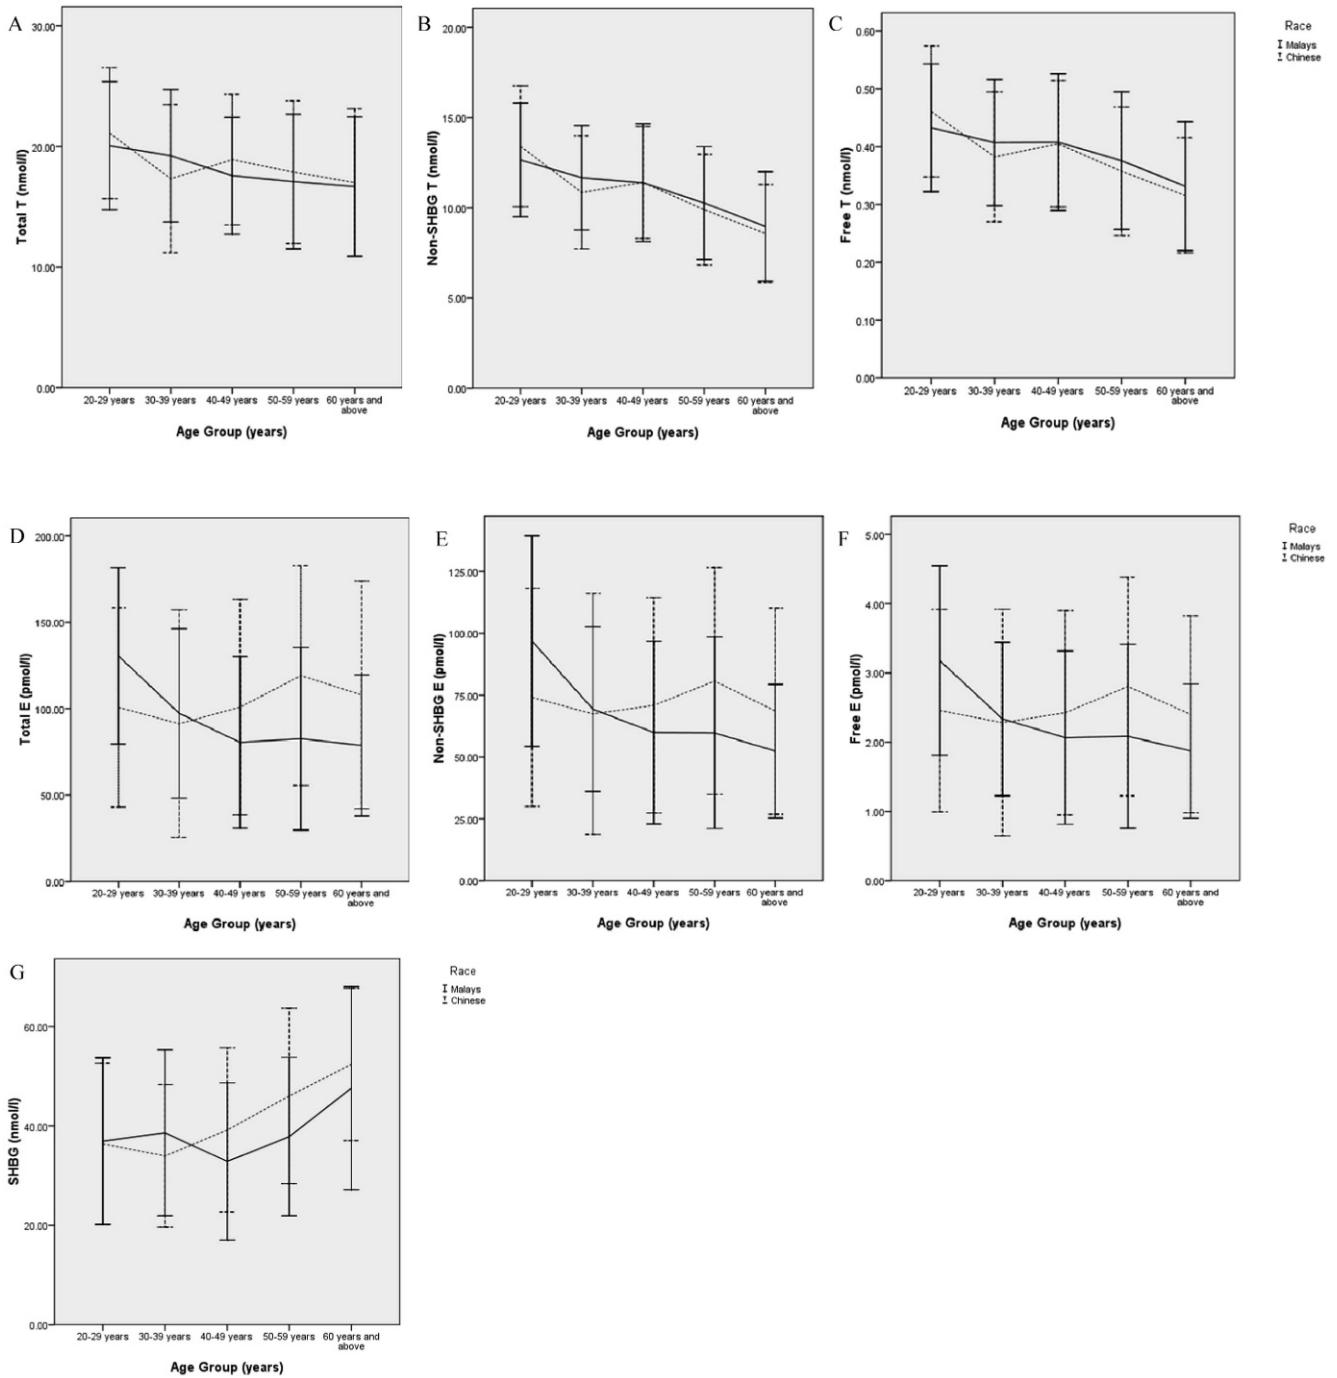 A
30.00
20.00
10.00
0.00
Total T (nmol/l)
20-29 years 30-39 years 40-49 years 50-59 years 60 years and
above
Age Group (years)
B
20.00
15.00
10.00
5.00
0.00
Non-SHBG T (nmol/l)
20-29 years 30-39 years 40-49 years 50-59 years 60 years and
above
Age Group (years)
C
0.60
0.50
0.40
0.30
0.20
0.10
0.00
Free T (nmol/l)
20-29 years 30-39 years 40-49 years 50-59 years 60 years and
above
Age Group (years)
Race
Malays
Chinese
D
200.00
150.00
100.00
50.00
0.00
Total E (pmol/l)
20-29 years 30-39 years 40-49 years 50-59 years 60 years and
above
Age Group (years)
E
125.00
100.00
75.00
50.00
25.00
0.00
Non-SHBG E (pmol/l)
20-29 years 30-39 years 40-49 years 50-59 years 60 years and
above
Age Group (years)
F
5.00
4.00
3.00
2.00
1.00
0.00
Free E (pmol/l)
20-29 years 30-39 years 40-49 years 50-59 years 60 years and
above
Age Group (years)
Race
Malays
Chinese
G
60.00
40.00
20.00
0.00
SHBG (nmol/l)
20-29 years 30-39 years 40-49 years 50-59 years 60 years and
above
Age Group (years)
Race
Malays
Chinese